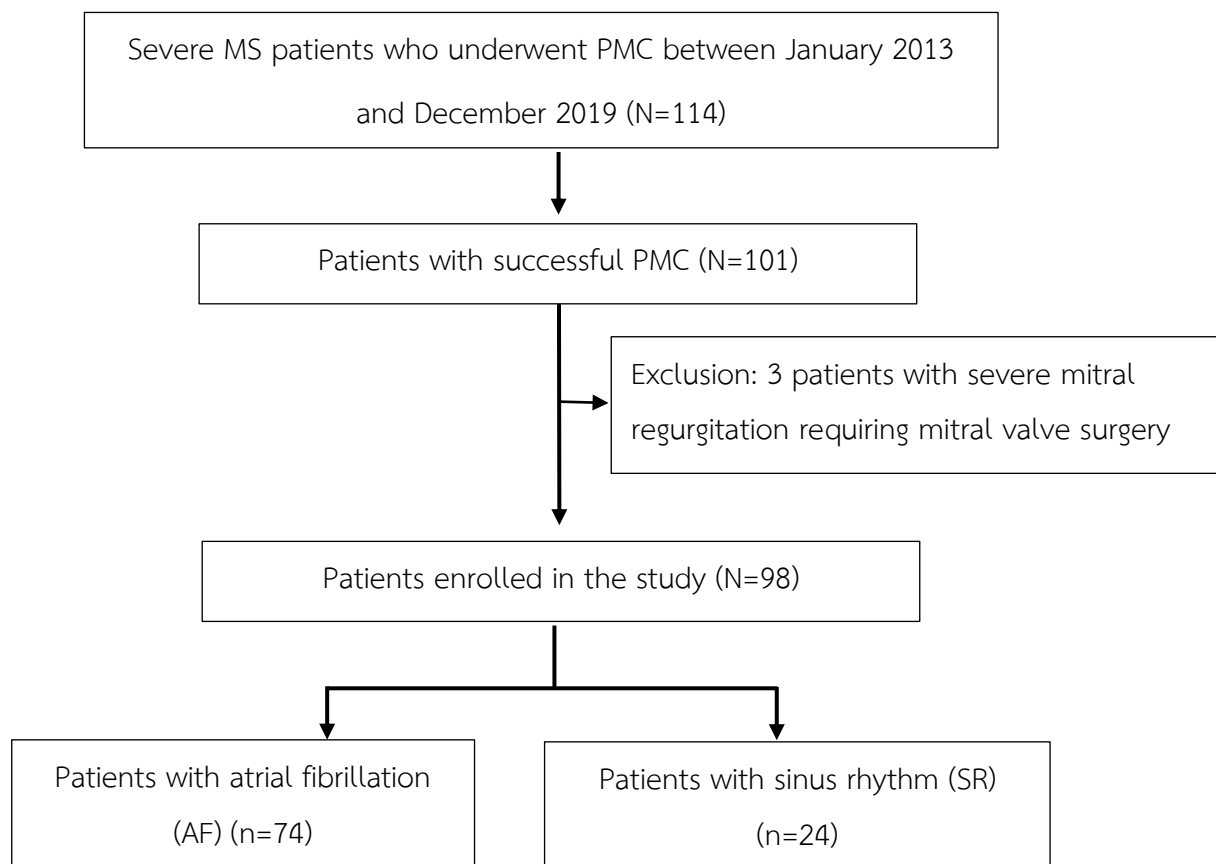 Severe MS patients who underwent PMC between January 2013
and December 2019 (N=114)
Patients with successful PMC (N=101)
Exclusion: 3 patients with severe mitral
regurgitation requiring mitral valve surgery
Patients enrolled in the study (N=98)
Patients with atrial fibrillation
(AF) (n=74)
Patients with sinus rhythm (SR)
(n=24)